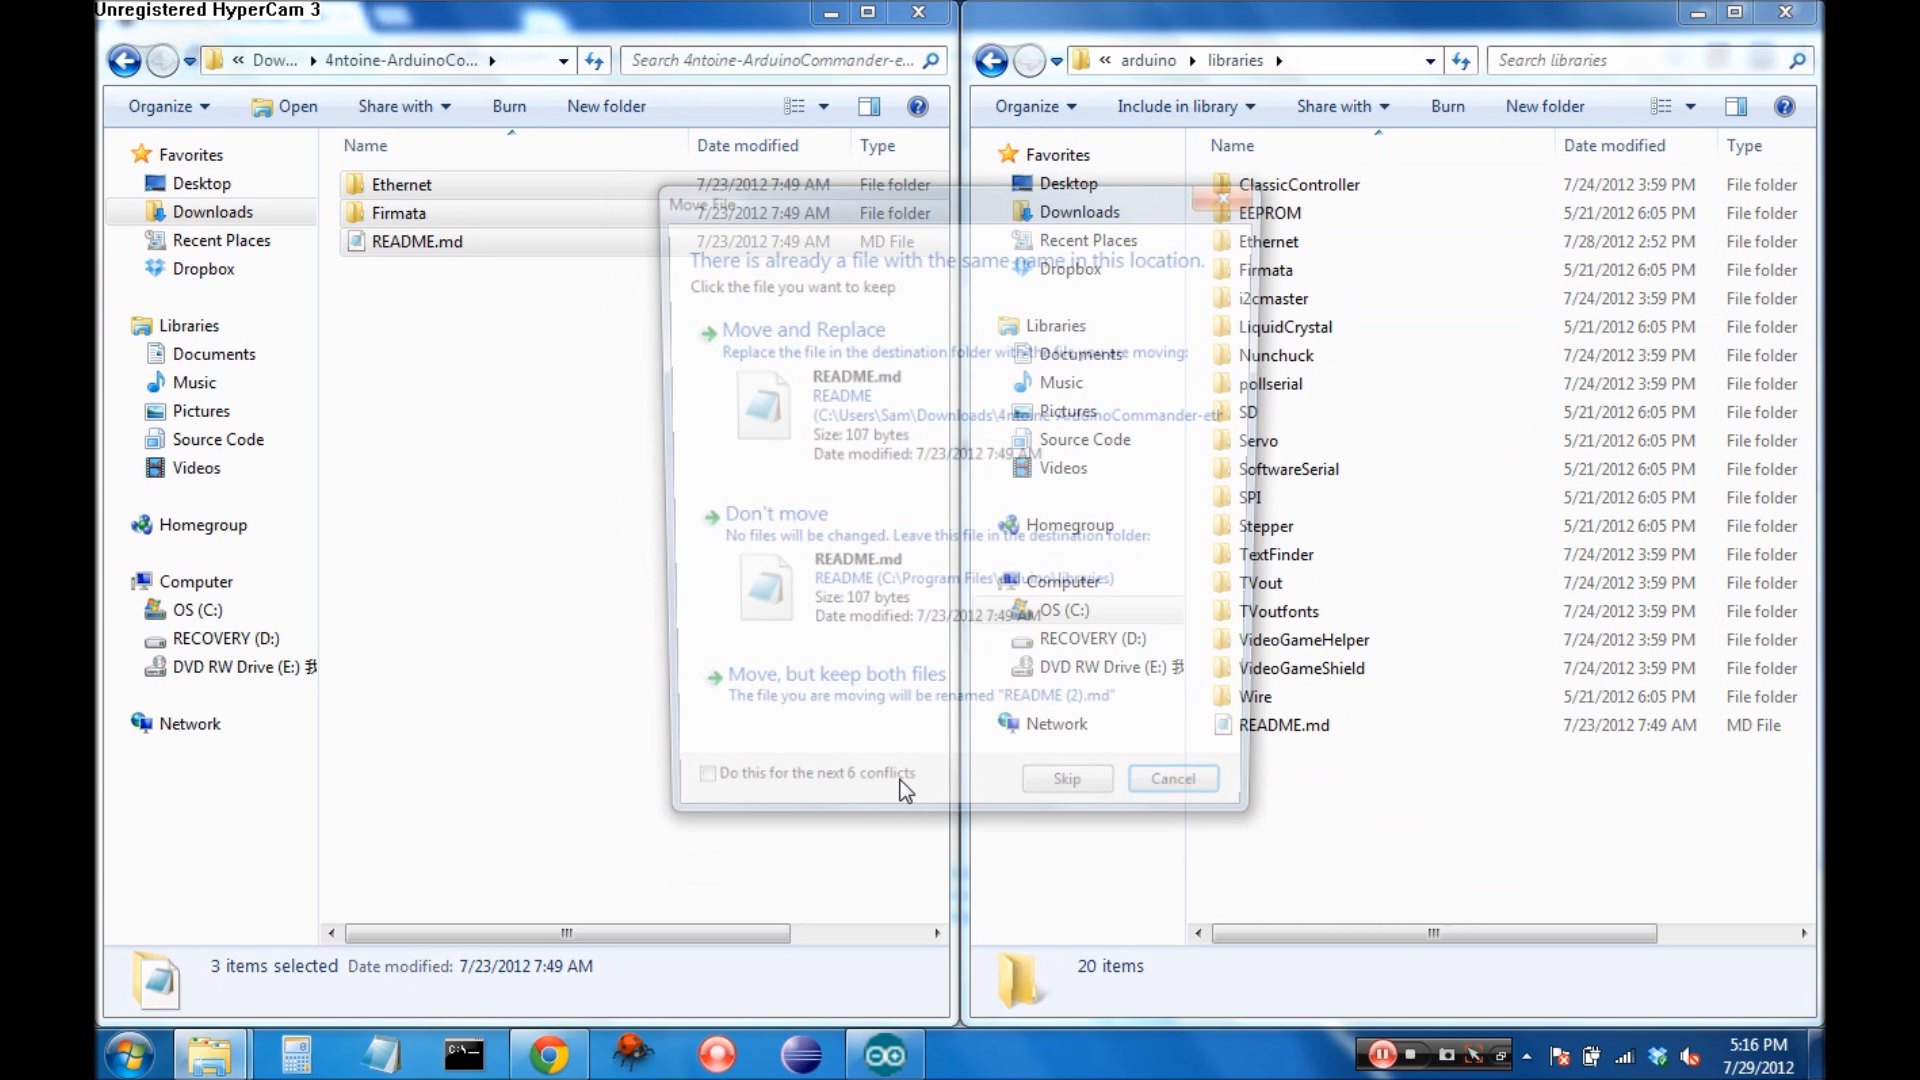 Unregistered HyperCam 3
« Dow... 4ntoine-ArduinoCo...
Search 4ntoine-ArduinoCommander-e...
Organize Open Share with Burn New folder
Name Date modified Type
Favorites
Desktop
Downloads
Recent Places
Dropbox
Libraries
Documents
Music
Pictures
Source Code
Videos
Homegroup
Computer
OS (C:)
RECOVERY (D:)
DVD RW Drive (E:) 我
Network
Ethernet 7/23/2012 7:49 AM File folder
Firmata 7/23/2012 7:49 AM File folder
README.md 7/23/2012 7:49 AM MD File
3 items selected Date modified: 7/23/2012 7:49 AM
Move File
There is already a file with the same name in this location.
Click the file you want to keep
Move and Replace
Replace the file in the destination folder with the file you are moving:
README.md
README
(C:\Users\Sam\Downloads\4ntoine-ArduinoCommander-eth
Size: 107 bytes
Date modified: 7/23/2012 7:49 AM
Don't move
No files will be changed. Leave this file in the destination folder:
README.md
README (C:\Program Files\arduino\libraries)
Size: 107 bytes
Date modified: 7/23/2012 7:49 AM
Move, but keep both files
The file you are moving will be renamed "README (2).md"
Do this for the next 6 conflicts
Skip Cancel
« arduino libraries
Search libraries
Organize Include in library Share with Burn New folder
Name Date modified Type
Favorites
Desktop
Downloads
Recent Places
Dropbox
Libraries
Documents
Music
Pictures
Source Code
Videos
Homegroup
Computer
OS (C:)
RECOVERY (D:)
DVD RW Drive (E:) 我
Network
ClassicController 7/24/2012 3:59 PM File folder
EEPROM 5/21/2012 6:05 PM File folder
Ethernet 7/28/2012 2:52 PM File folder
Firmata 5/21/2012 6:05 PM File folder
i2cmaster 7/24/2012 3:59 PM File folder
LiquidCrystal 5/21/2012 6:05 PM File folder
Nunchuck 7/24/2012 3:59 PM File folder
pollserial 7/24/2012 3:59 PM File folder
SD 5/21/2012 6:05 PM File folder
Servo 5/21/2012 6:05 PM File folder
SoftwareSerial 5/21/2012 6:05 PM File folder
SPI 5/21/2012 6:05 PM File folder
Stepper 5/21/2012 6:05 PM File folder
TextFinder 7/24/2012 3:59 PM File folder
TVout 7/24/2012 3:59 PM File folder
TVoutfonts 7/24/2012 3:59 PM File folder
VideoGameHelper 7/24/2012 3:59 PM File folder
VideoGameShield 7/24/2012 3:59 PM File folder
Wire 5/21/2012 6:05 PM File folder
README.md 7/23/2012 7:49 AM MD File
20 items
C:\
5:16 PM
7/29/2012